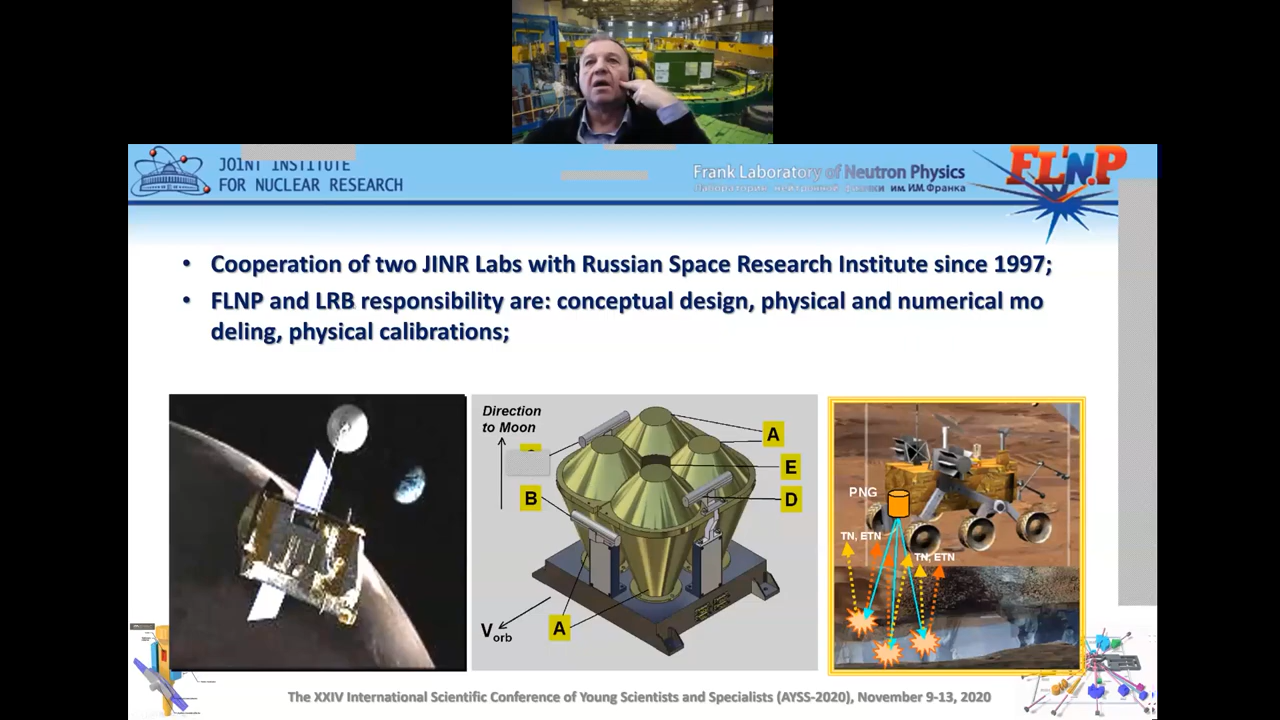 JOINT INSTITUTE
FOR NUCLEAR RESEARCH
Frank Laboratory of Neutron Physics
Лаборатория нейтронной физики им. И.М. Франка
FLNP
• Cooperation of two JINR Labs with Russian Space Research Institute since 1997;
• FLNP and LRB responsibility are: conceptual design, physical and numerical mo
deling, physical calibrations;
Direction
to Moon
A
E
B
D
A
Vorb
PNG
TN, ETN
TN, ETN
The XXIV International Scientific Conference of Young Scientists and Specialists (AYSS-2020), November 9-13, 2020